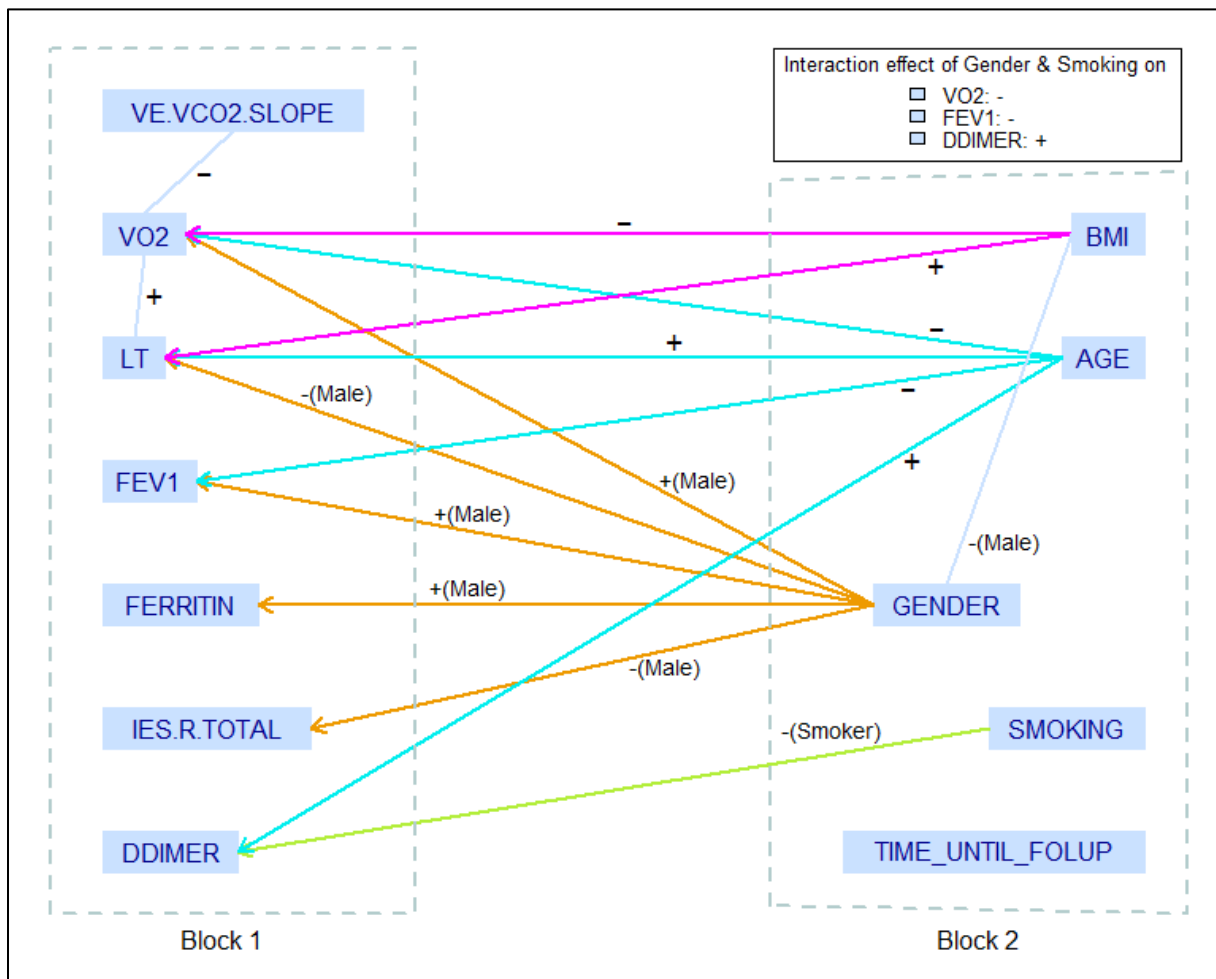 Interaction effect of Gender & Smoking on
VO2: -
FEV1: -
DDIMER: +
VE.VCO2.SLOPE
-
VO2
-
BMI
+
+
LT
+
-
AGE
-(Male)
-
FEV1
+
+(Male)
+(Male)
-(Male)
FERRITIN
+(Male)
GENDER
-(Male)
IES.R.TOTAL
-(Smoker)
SMOKING
DDIMER
TIME_UNTIL_FOLUP
Block 1
Block 2